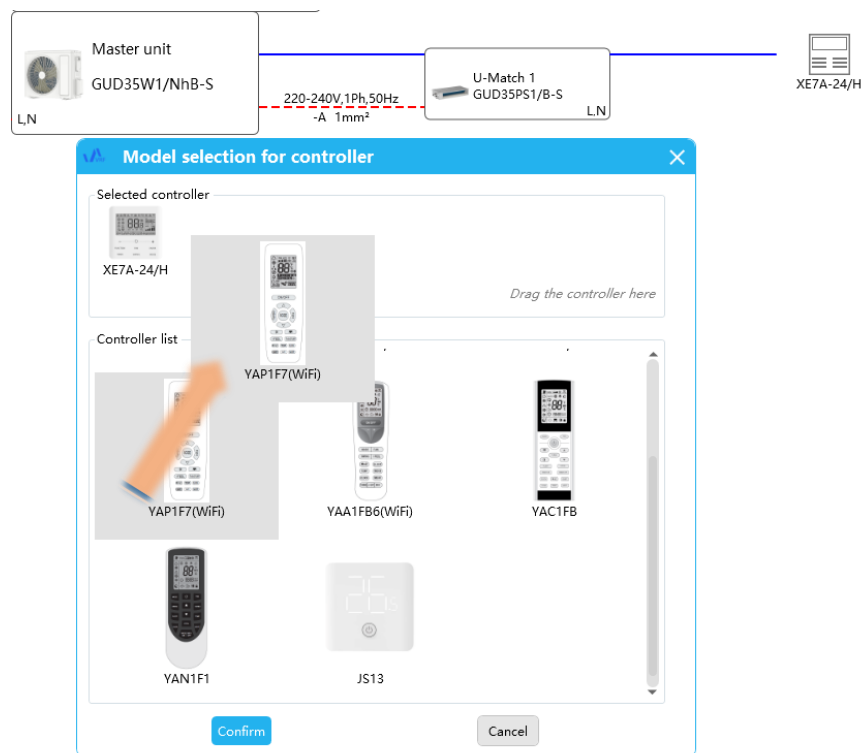 Master unit
GUD35W1/NhB-S
L,N
220-240V,1Ph,50Hz
-A 1mm²
U-Match 1
GUD35PS1/B-S
L,N
XE7A-24/H
Model selection for controller
Selected controller
XE7A-24/H
YAP1F7(WiFi)
Drag the controller here
Controller list
YAP1F7(WiFi)
YAA1FB6(WiFi)
YAC1FB
YAN1F1
JS13
Confirm
Cancel